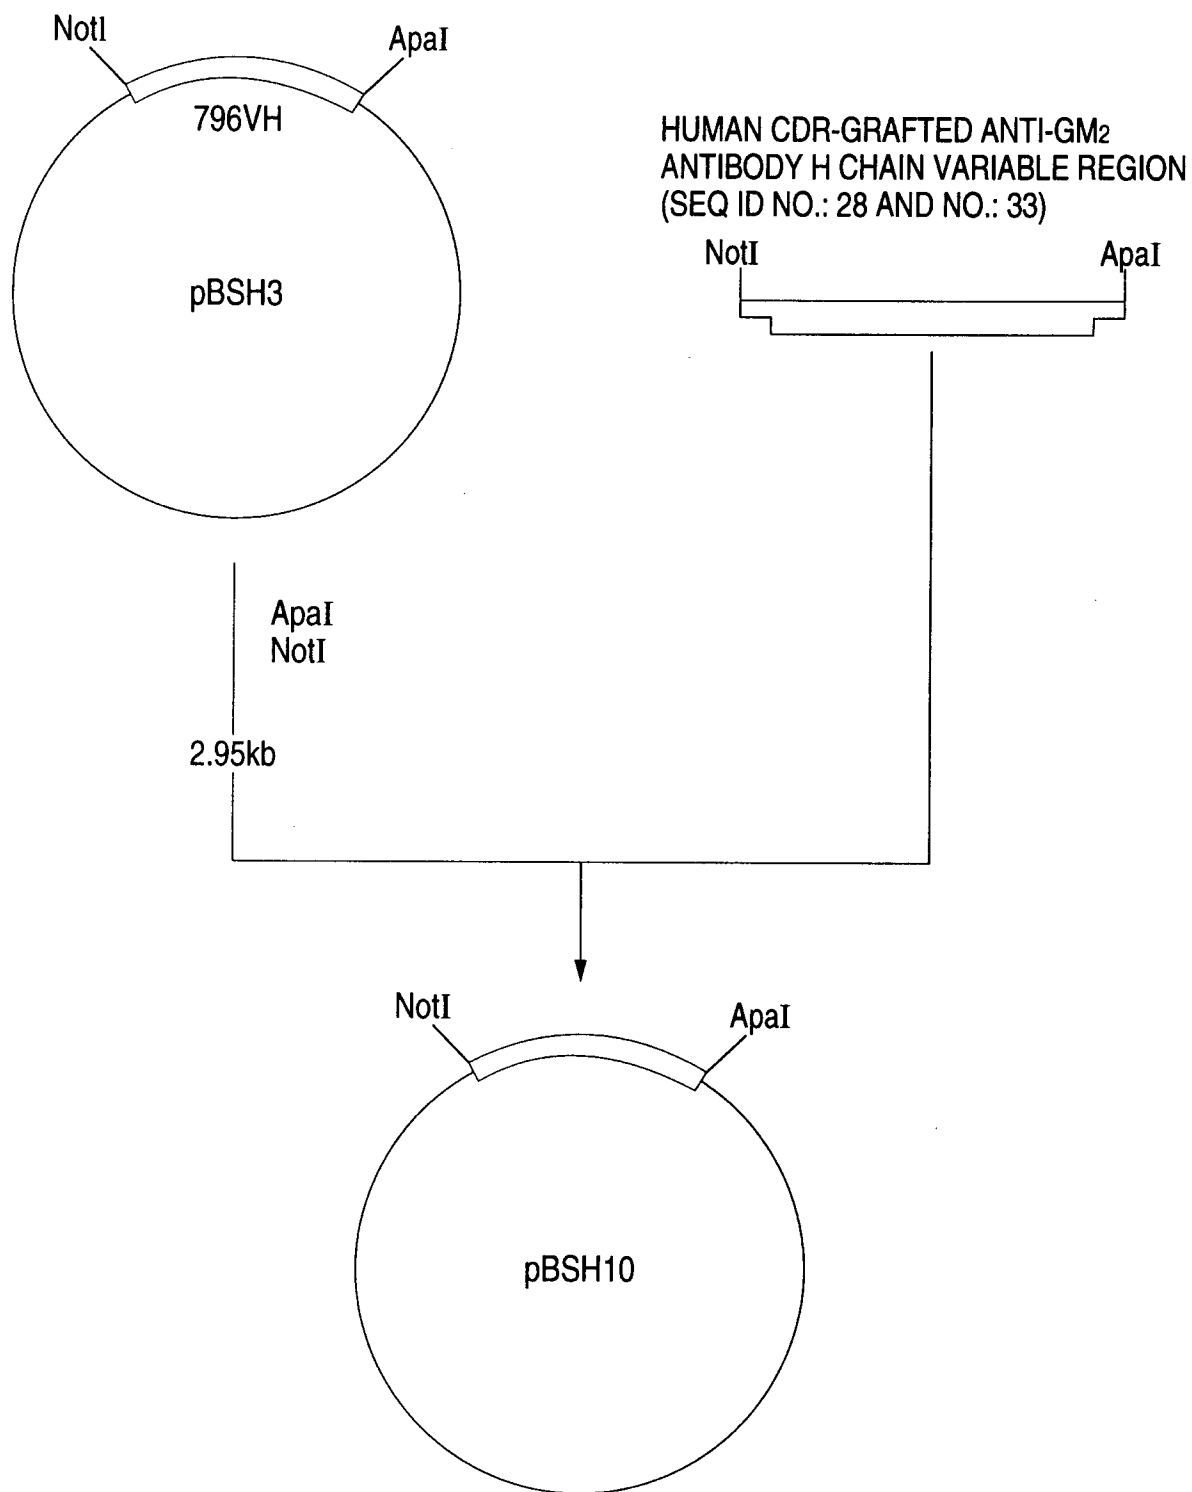 NotI
ApaI
796VH
pBSH3
HUMAN CDR-GRAFTED ANTI-GM2
ANTIBODY H CHAIN VARIABLE REGION
(SEQ ID NO.: 28 AND NO.: 33)
NotI
ApaI
ApaI
NotI
2.95kb
NotI
ApaI
pBSH10